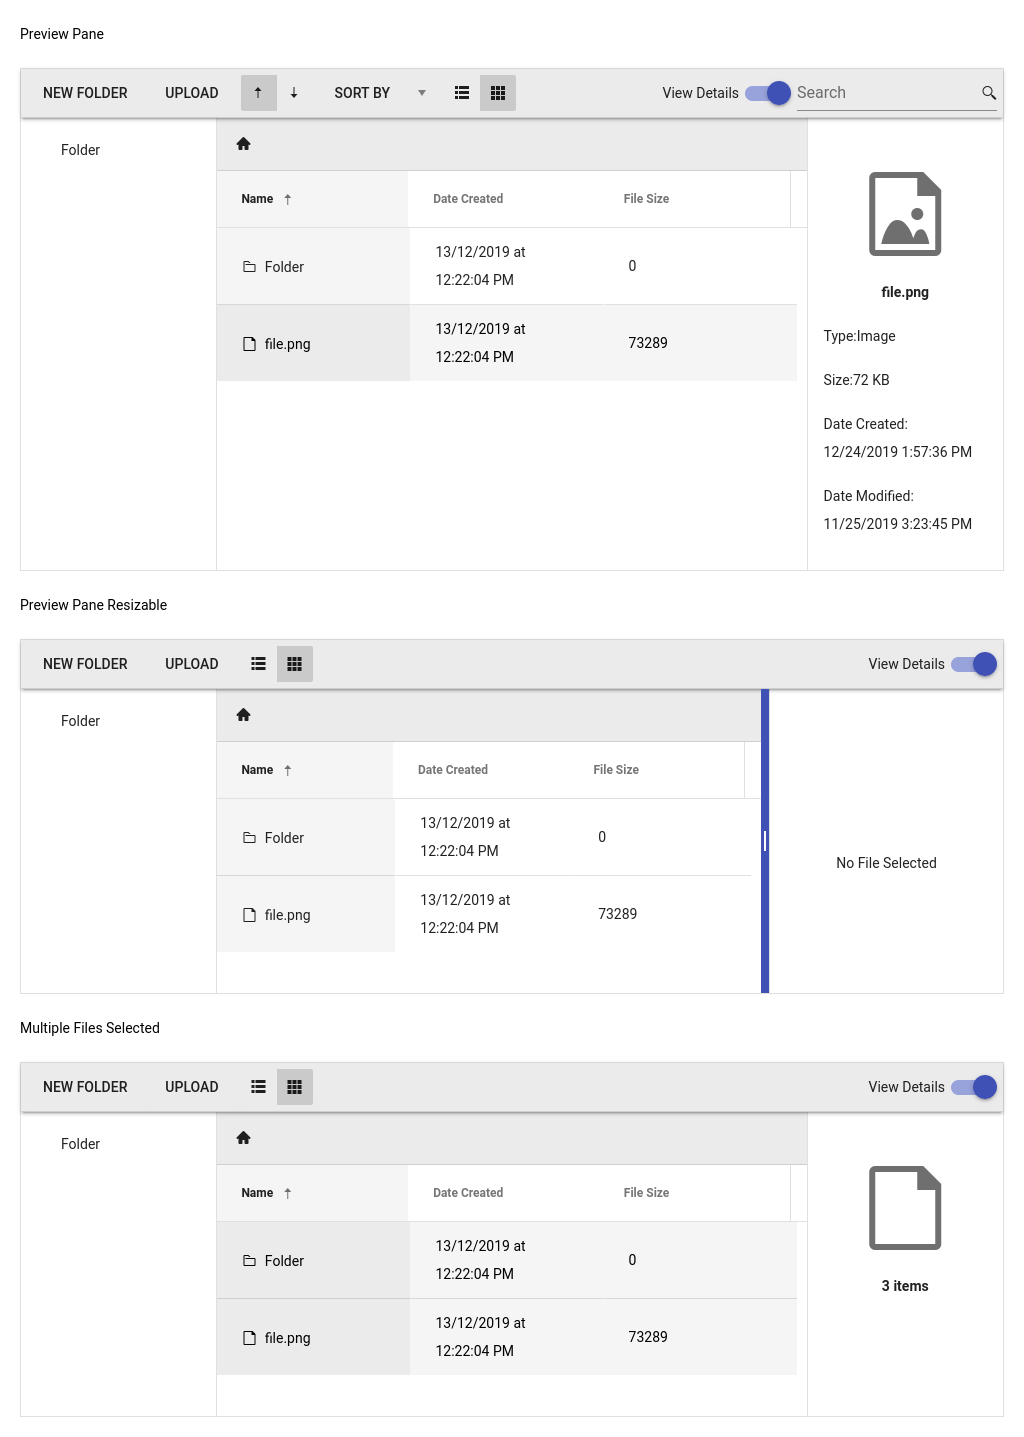 Preview Pane
NEW FOLDER UPLOAD SORT BY View Details Search
Folder
Name Date Created File Size
Folder 13/12/2019 at 12:22:04 PM 0
file.png 13/12/2019 at 12:22:04 PM 73289
file.png
Type:Image
Size:72 KB
Date Created:
12/24/2019 1:57:36 PM
Date Modified:
11/25/2019 3:23:45 PM
Preview Pane Resizable
NEW FOLDER UPLOAD View Details
Folder
Name Date Created File Size
Folder 13/12/2019 at 12:22:04 PM 0
file.png 13/12/2019 at 12:22:04 PM 73289
No File Selected
Multiple Files Selected
NEW FOLDER UPLOAD View Details
Folder
Name Date Created File Size
Folder 13/12/2019 at 12:22:04 PM 0
file.png 13/12/2019 at 12:22:04 PM 73289
3 items